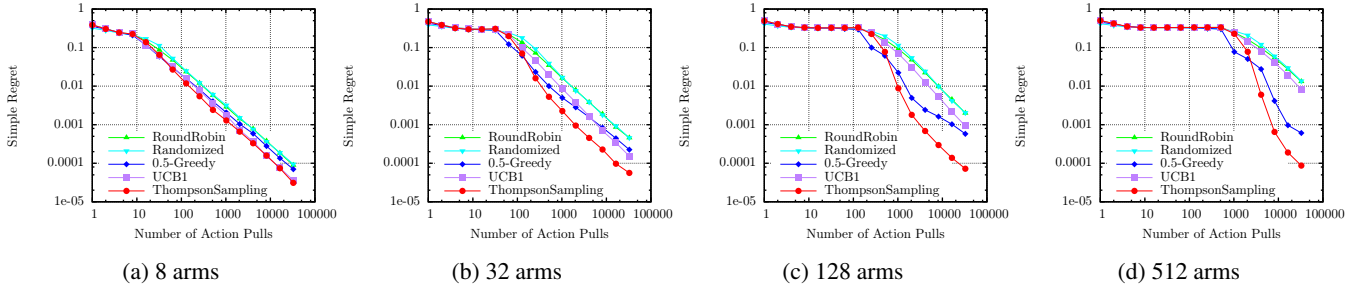 1
0.1
0.01
0.001
0.0001
1e-05
Simple Regret
RoundRobin
Randomized
0.5-Greedy
UCB1
ThompsonSampling
1 10 100 1000 10000 100000
Number of Action Pulls
(a) 8 arms
1
0.1
0.01
0.001
0.0001
1e-05
Simple Regret
RoundRobin
Randomized
0.5-Greedy
UCB1
ThompsonSampling
1 10 100 1000 10000 100000
Number of Action Pulls
(b) 32 arms
1
0.1
0.01
0.001
0.0001
1e-05
Simple Regret
RoundRobin
Randomized
0.5-Greedy
UCB1
ThompsonSampling
1 10 100 1000 10000 100000
Number of Action Pulls
(c) 128 arms
1
0.1
0.01
0.001
0.0001
1e-05
Simple Regret
RoundRobin
Randomized
0.5-Greedy
UCB1
ThompsonSampling
1 10 100 1000 10000 100000
Number of Action Pulls
(d) 512 arms